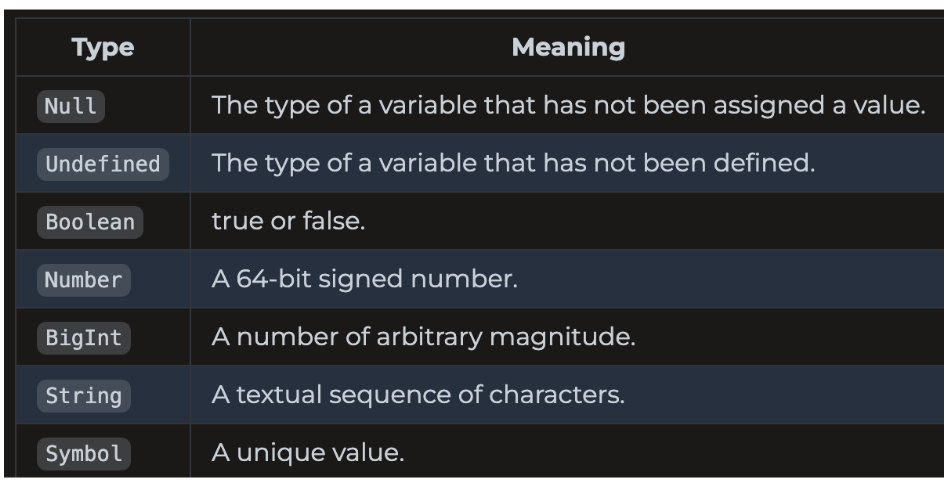 Type Meaning
Null The type of a variable that has not been assigned a value.
Undefined The type of a variable that has not been defined.
Boolean true or false.
Number A 64-bit signed number.
BigInt A number of arbitrary magnitude.
String A textual sequence of characters.
Symbol A unique value.